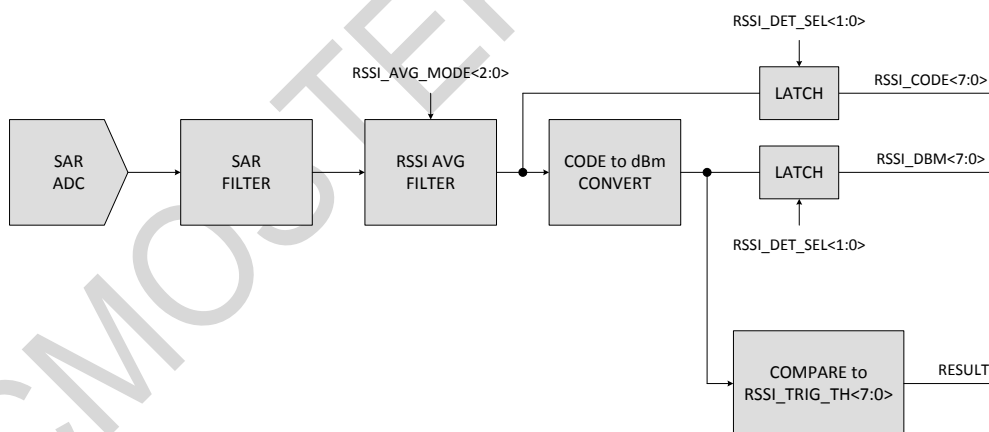 RSSI_DET_SEL<1:0>
RSSI_AVG_MODE<2:0>
LATCH
RSSI_CODE<7:0>
SAR
ADC
SAR
FILTER
RSSI AVG
FILTER
CODE to dBm
CONVERT
LATCH
RSSI_DBM<7:0>
RSSI_DET_SEL<1:0>
COMPARE to
RSSI_TRIG_TH<7:0>
RESULT